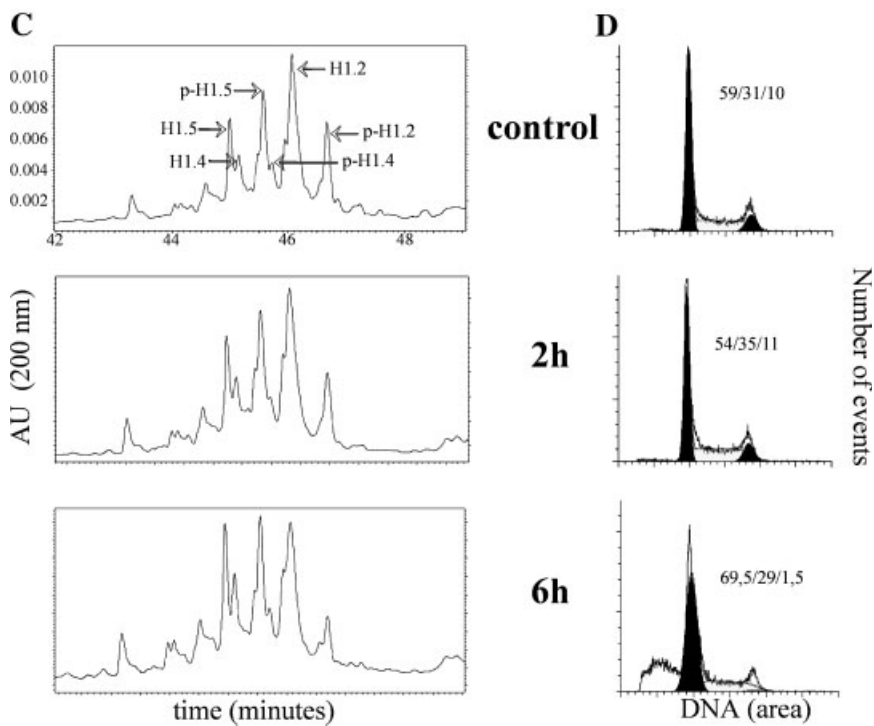 C
D
0.010
0.008
0.006
0.004
0.002
H1.2
p-H1.5
H1.5
p-H1.2
H1.4
p-H1.4
42
44
46
48
control
59/31/10
2h
54/35/11
6h
69,5/29/1,5
AU (200 nm)
Number of events
time (minutes)
DNA (area)